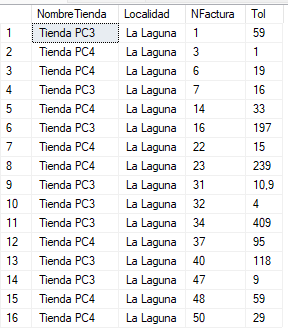 NombreTienda Localidad NFactura Tol
1 Tienda PC3 La Laguna 1 59
2 Tienda PC4 La Laguna 3 1
3 Tienda PC4 La Laguna 6 19
4 Tienda PC3 La Laguna 7 16
5 Tienda PC4 La Laguna 14 33
6 Tienda PC3 La Laguna 16 197
7 Tienda PC4 La Laguna 22 15
8 Tienda PC4 La Laguna 23 239
9 Tienda PC3 La Laguna 31 10,9
10 Tienda PC3 La Laguna 32 4
11 Tienda PC3 La Laguna 34 409
12 Tienda PC4 La Laguna 37 95
13 Tienda PC3 La Laguna 40 118
14 Tienda PC3 La Laguna 47 9
15 Tienda PC4 La Laguna 48 59
16 Tienda PC4 La Laguna 50 29